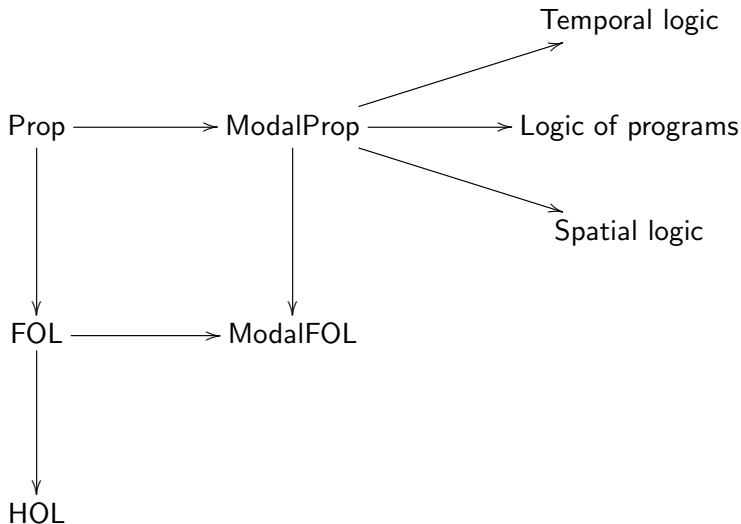 Temporal logic
Prop
ModalProp
Logic of programs
Spatial logic
FOL
ModalFOL
HOL